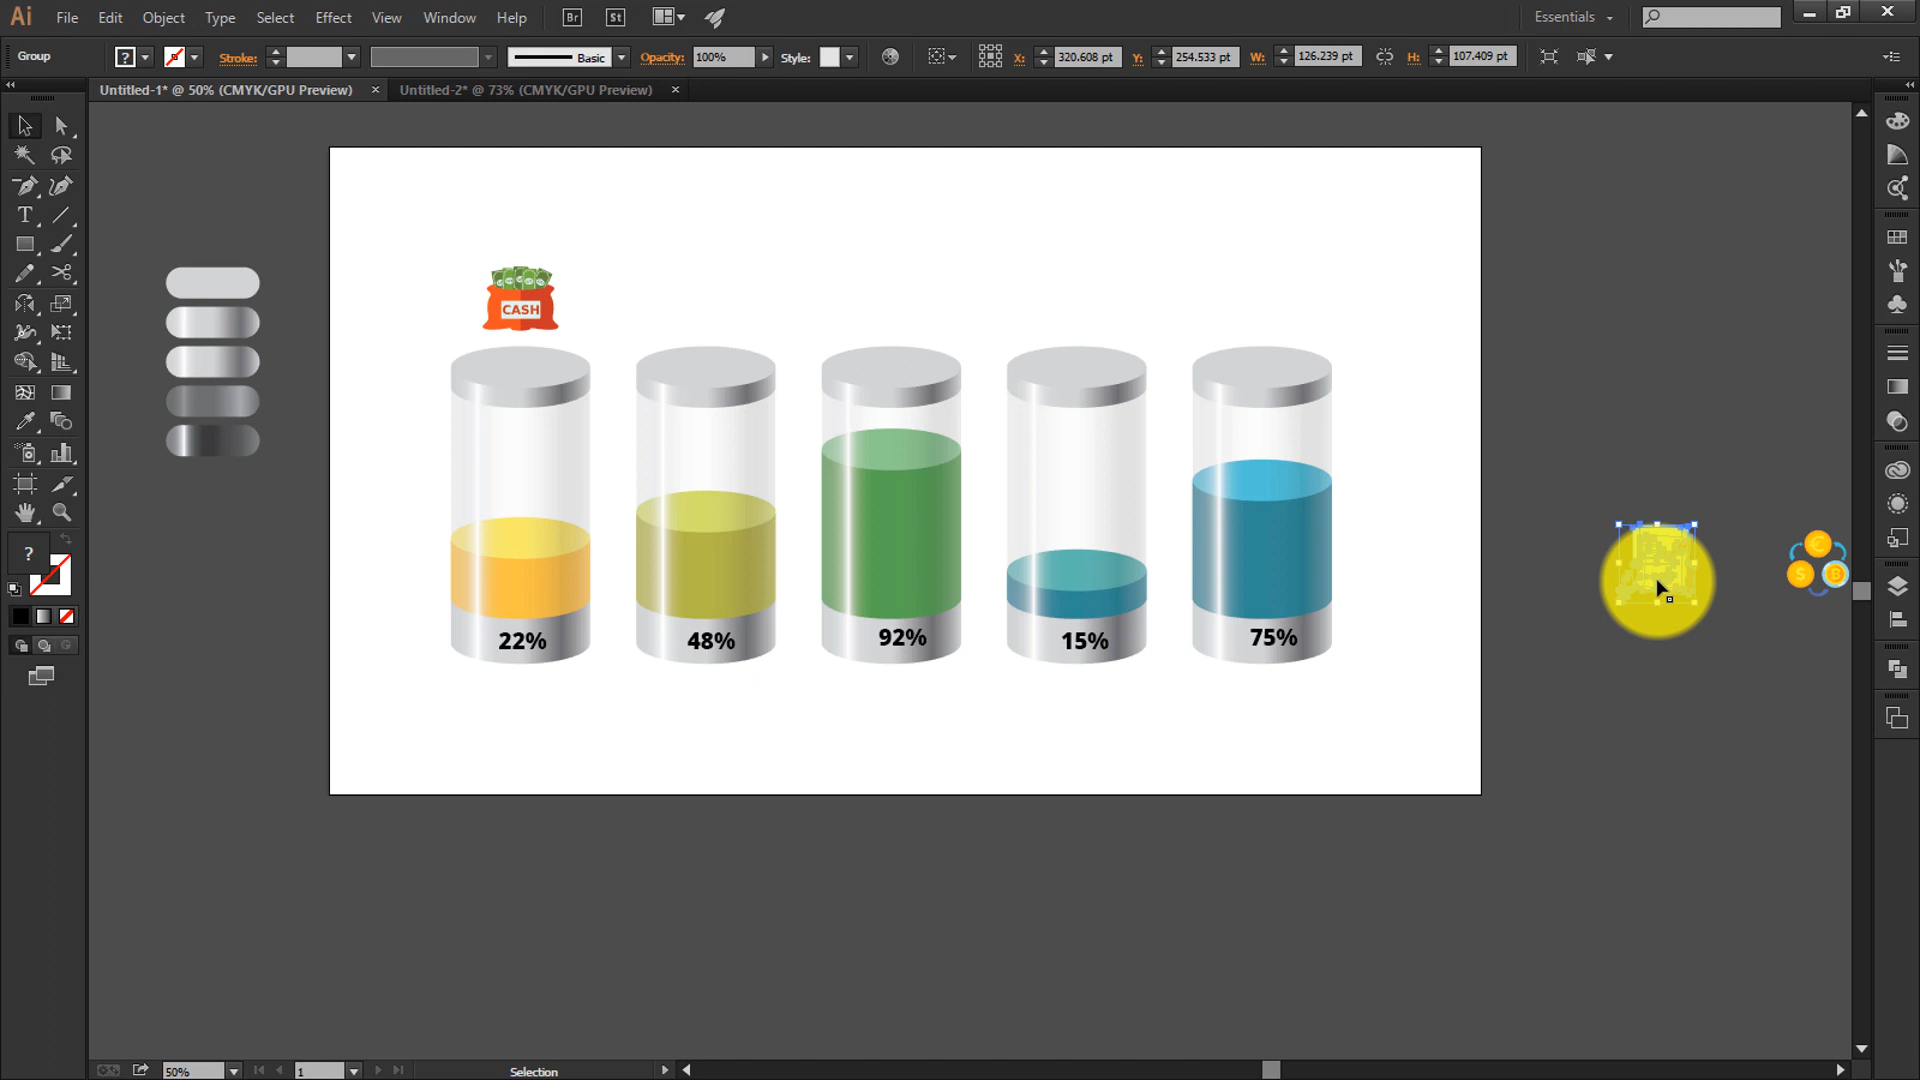 Ai File Edit Object Type Select Effect View Window Help Br St Essentials
Group ? Stroke: Basic Opacity: 100% Style: X: 320.608 pt Y: 254.533 pt W: 126.239 pt H: 107.409 pt
Untitled-1* @ 50% (CMYK/GPU Preview) × Untitled-2* @ 73% (CMYK/GPU Preview) ×
T
?
CASH
22% 48% 92% 15% 75%
€
$ B
50% 1 Selection